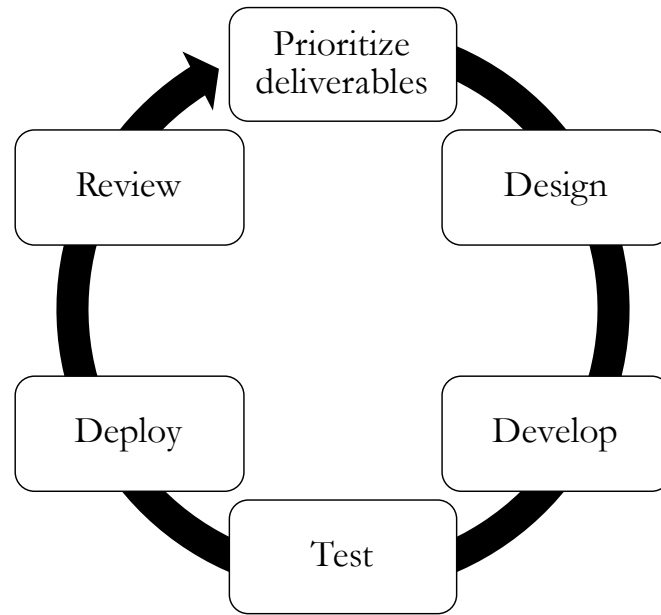 Prioritize
deliverables
Design
Develop
Test
Deploy
Review